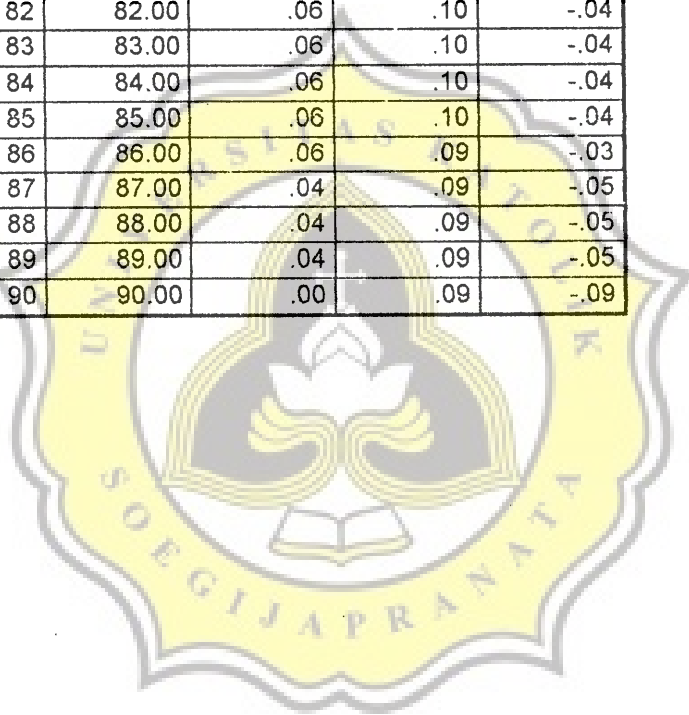 82 82.00 .06 .10 -.04
83 83.00 .06 .10 -.04
84 84.00 .06 .10 -.04
85 85.00 .06 .10 -.04
86 86.00 .06 .09 -.03
87 87.00 .04 .09 -.05
88 88.00 .04 .09 -.05
89 89.00 .04 .09 -.05
90 90.00 .00 .09 -.09
UNIVERSITAS KATOLIK
SOEGIJAPRANATA